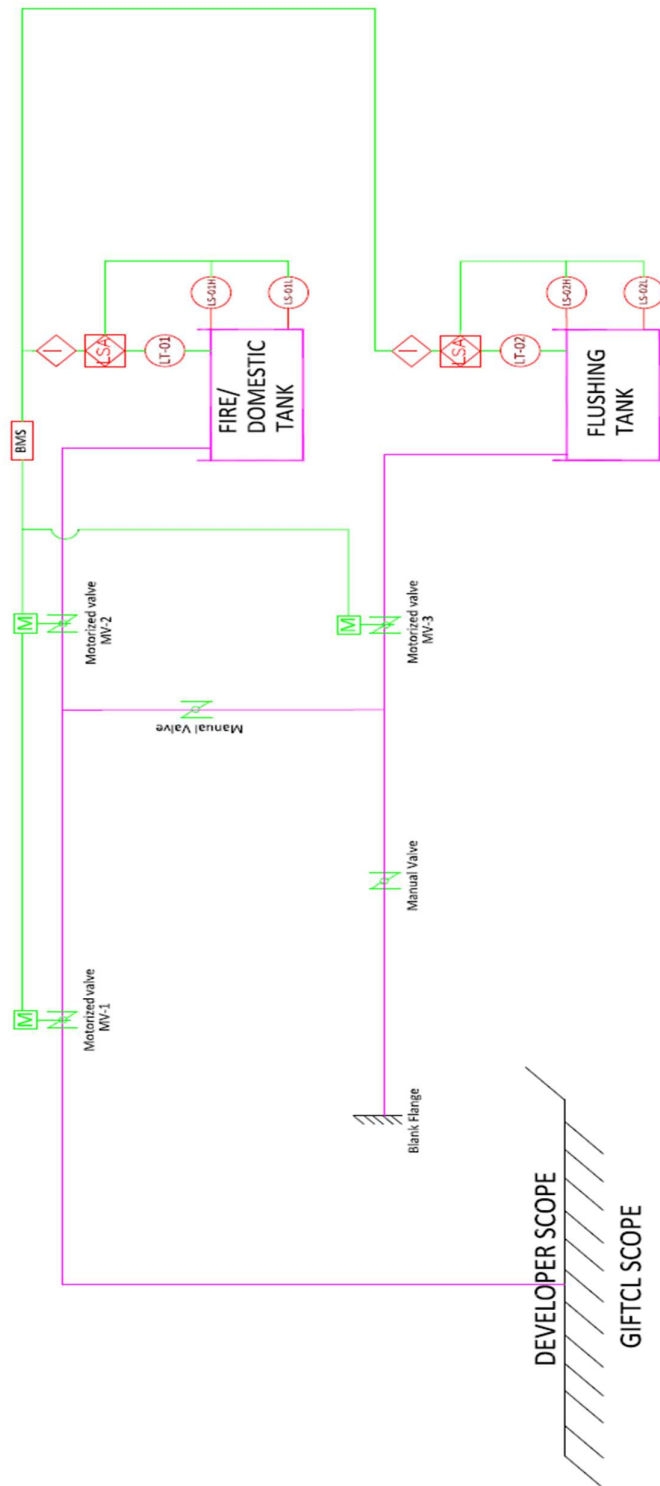 BMS
I
LSA
LT-01
LS-01H
LS-01L
FIRE/
DOMESTIC
TANK
M
Motorized valve
MV-2
M
Motorized valve
MV-3
I
LSA
LT-02
LS-02H
LS-02L
FLUSHING
TANK
Manual Valve
Manual Valve
M
Motorized valve
MV-1
Blank Flange
DEVELOPER SCOPE
GIFTCL SCOPE